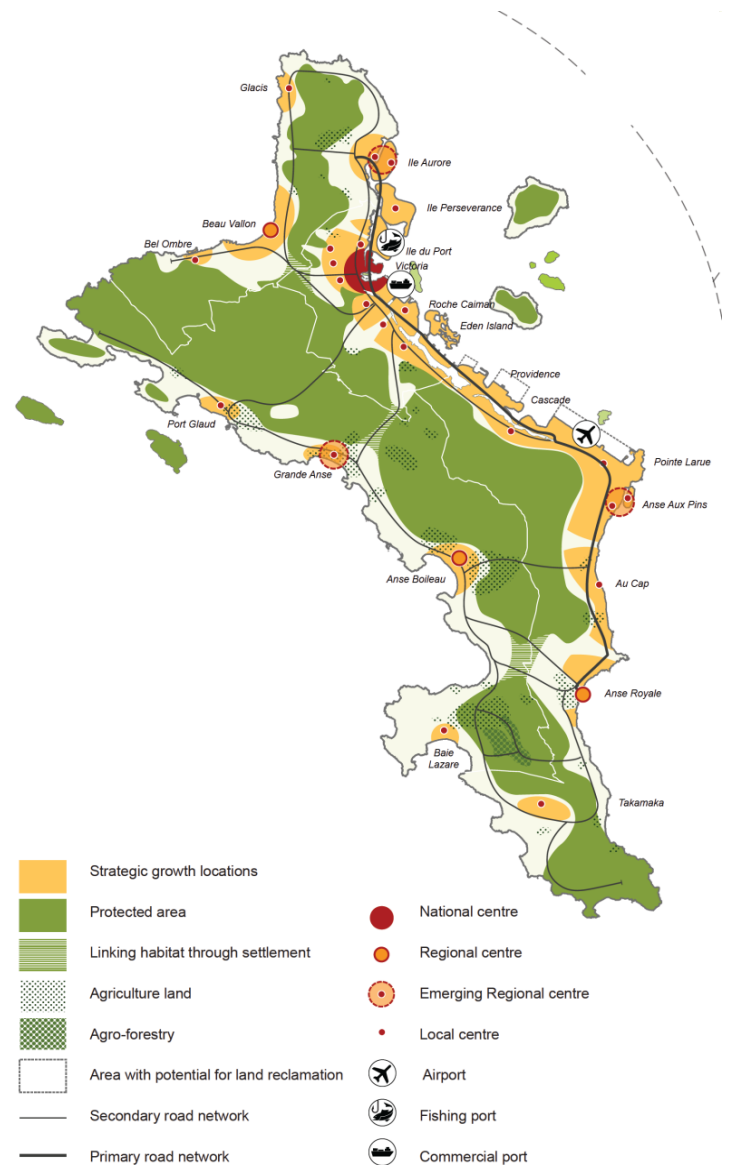 Glacis
Ile Aurore
Ile Perseverance
Beau Vallon
Bel Ombre
Ile du Port
Victoria
Roche Caiman
Eden Island
Providence
Cascade
Port Glaud
Pointe Larue
Grande Anse
Anse Aux Pins
Anse Boileau
Au Cap
Anse Royale
Baie
Lazare
Takamaka
Strategic growth locations
Protected area
Linking habitat through settlement
Agriculture land
Agro-forestry
Area with potential for land reclamation
Secondary road network
Primary road network
National centre
Regional centre
Emerging Regional centre
Local centre
Airport
Fishing port
Commercial port